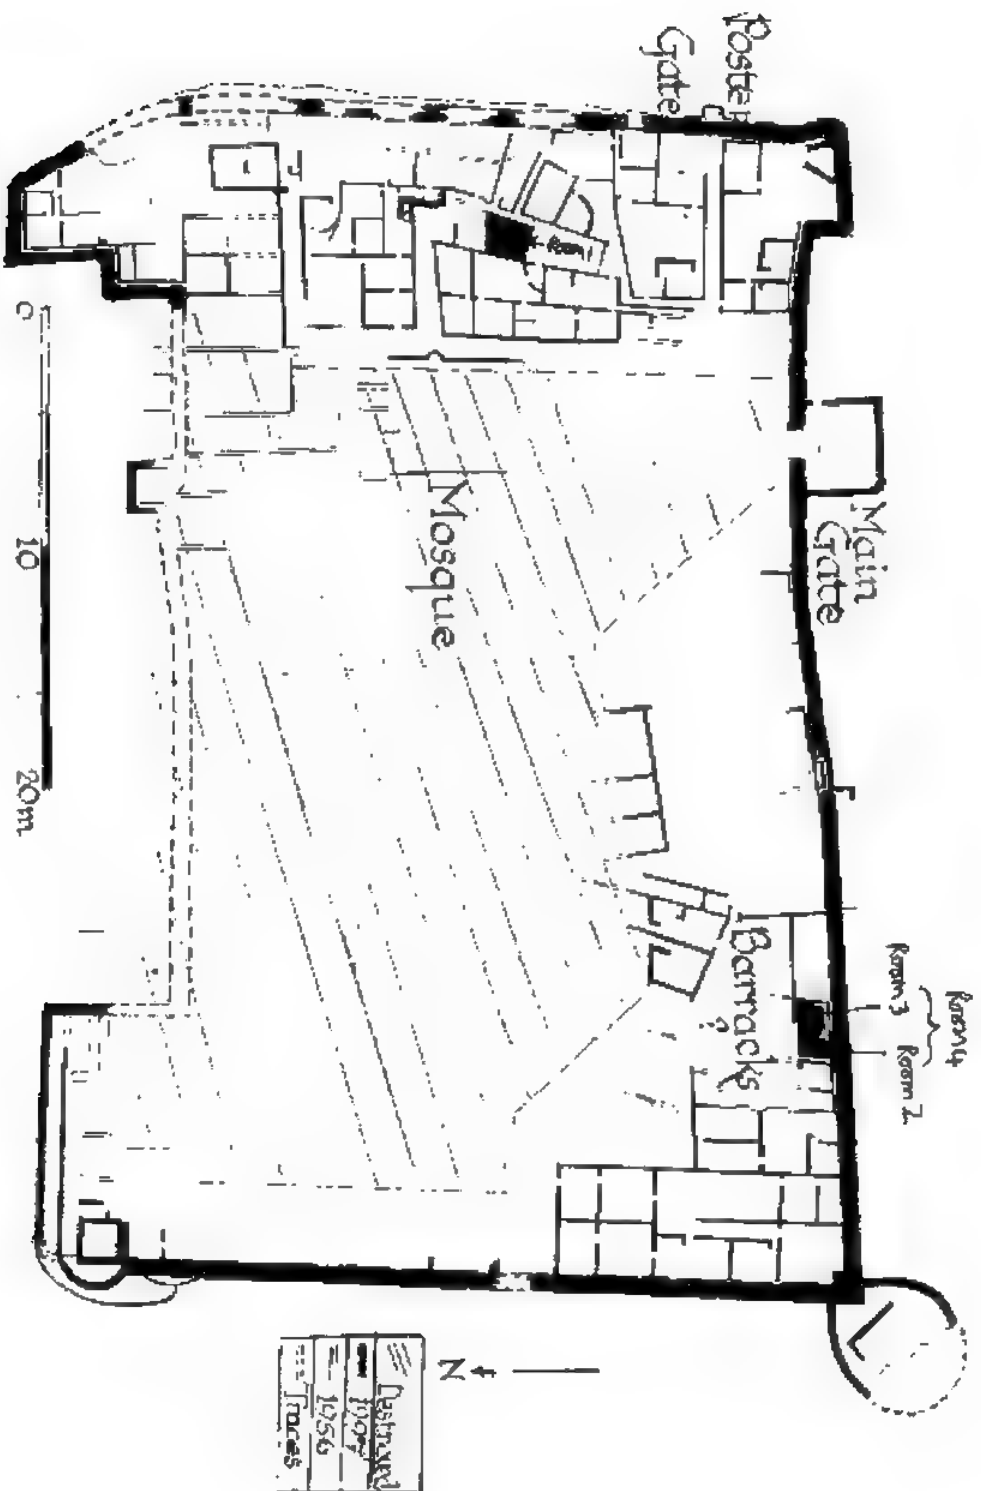 Postern
Gate
Room 1
Main
Gate
Mosque
0
10
20m
Barracks
?
Room 3
Room 2
Room 4
N
Destroyed
1956
Traces